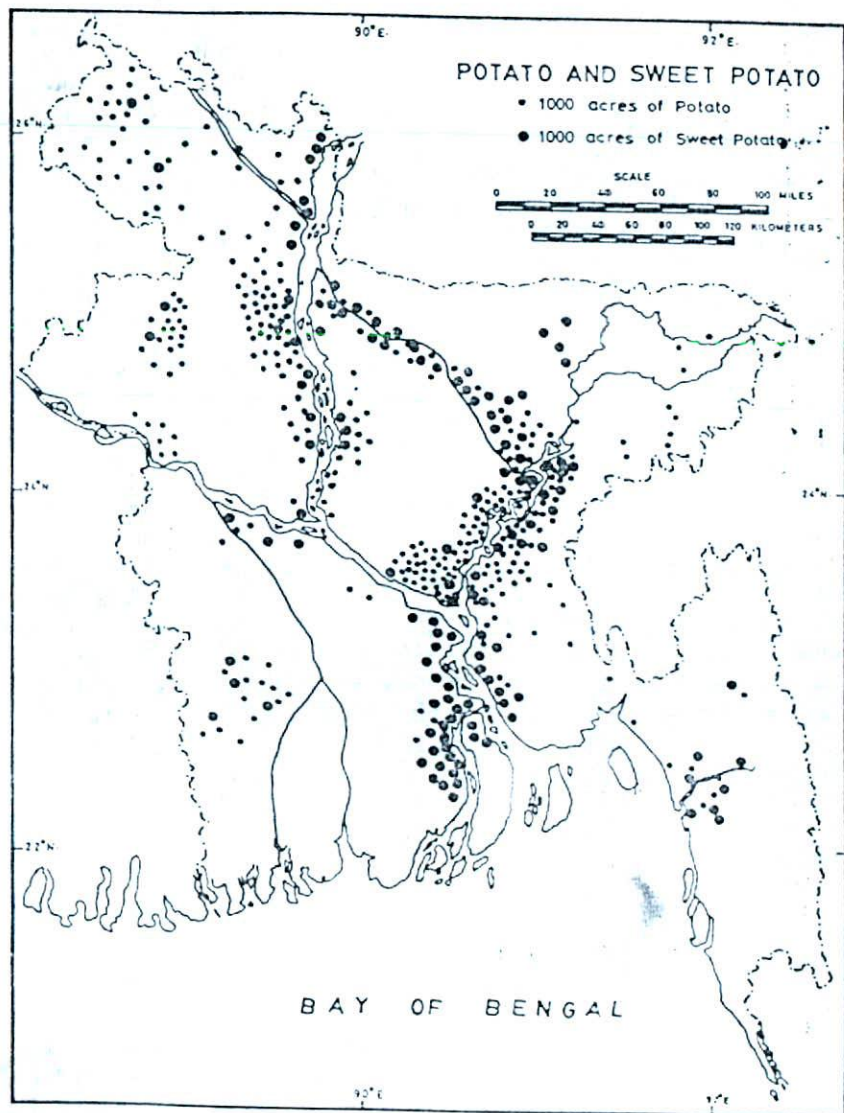 90°E.
92°E.
POTATO AND SWEET POTATO
1000 acres of Potato
26°N
1000 acres of Sweet Potato
SCALE
0 20 40 60 80 100 MILES
0 20 40 60 80 100 120 KILOMETERS
24°N
22°N.
BAY OF BENGAL
90°E